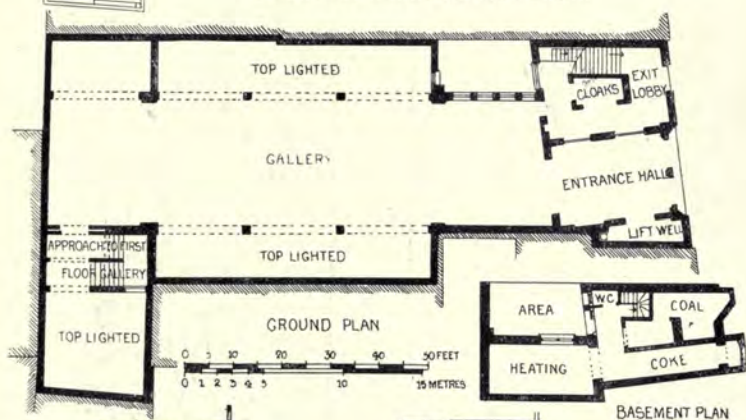 TOP LIGHTED
CLOAKS
EXIT
LOBBY
GALLERY
ENTRANCE HALL
LIFT WELL
APPROACH TO FIRST
FLOOR GALLERY
TOP LIGHTED
TOP LIGHTED
GROUND PLAN
0 5 10 20 30 40 50 FEET
0 1 2 3 4 5 10 15 METRES
AREA
W.C.
COAL
HEATING
COKE
BASEMENT PLAN